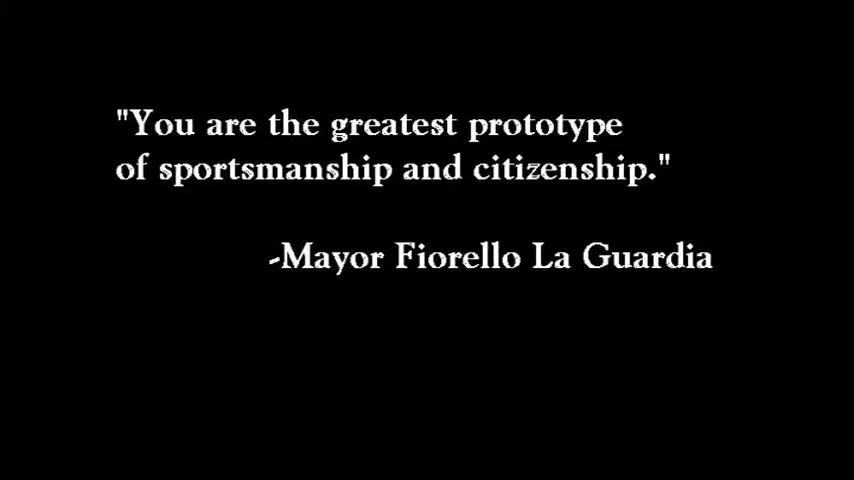 "You are the greatest prototype
of sportsmanship and citizenship."
-Mayor Fiorello La Guardia